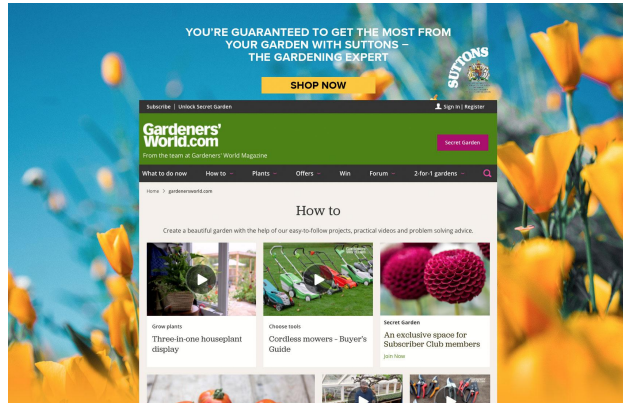 YOU'RE GUARANTEED TO GET THE MOST FROM
YOUR GARDEN WITH SUTTONS –
THE GARDENING EXPERT
SUTTONS
SHOP NOW
Subscribe | Unlock Secret Garden
Sign in | Register
Gardeners'
World.com
From the team at Gardeners' World Magazine
Secret Garden
What to do now How to Plants Offers Win Forum 2-for-1 gardens
Home > gardenersworld.com
How to
Create a beautiful garden with the help of our easy-to-follow projects, practical videos and problem solving advice.
Grow plants
Three-in-one houseplant
display
Choose tools
Cordless mowers - Buyer's
Guide
Secret Garden
An exclusive space for
Subscriber Club members
Join Now